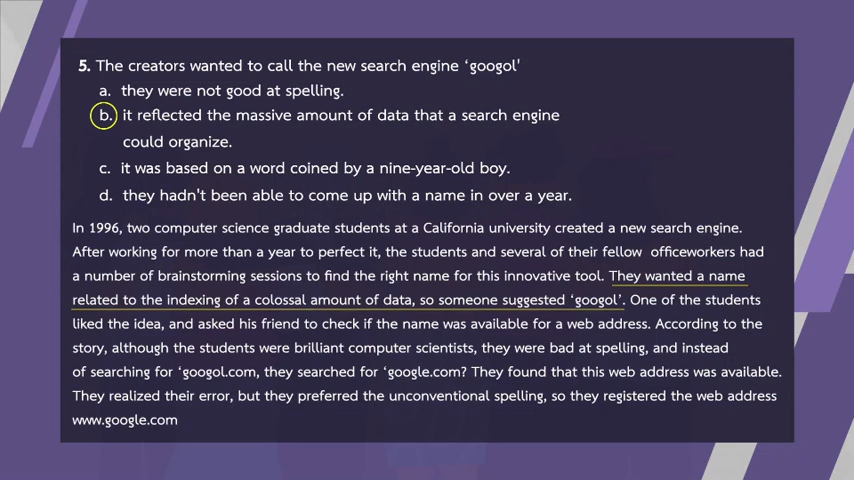 5. The creators wanted to call the new search engine ‘googol'
a. they were not good at spelling.
b. it reflected the massive amount of data that a search engine
could organize.
c. it was based on a word coined by a nine-year-old boy.
d. they hadn't been able to come up with a name in over a year.
In 1996, two computer science graduate students at a California university created a new search engine.
After working for more than a year to perfect it, the students and several of their fellow officeworkers had
a number of brainstorming sessions to find the right name for this innovative tool. They wanted a name
related to the indexing of a colossal amount of data, so someone suggested ‘googol’. One of the students
liked the idea, and asked his friend to check if the name was available for a web address. According to the
story, although the students were brilliant computer scientists, they were bad at spelling, and instead
of searching for ‘googol.com, they searched for ‘google.com? They found that this web address was available.
They realized their error, but they preferred the unconventional spelling, so they registered the web address
www.google.com